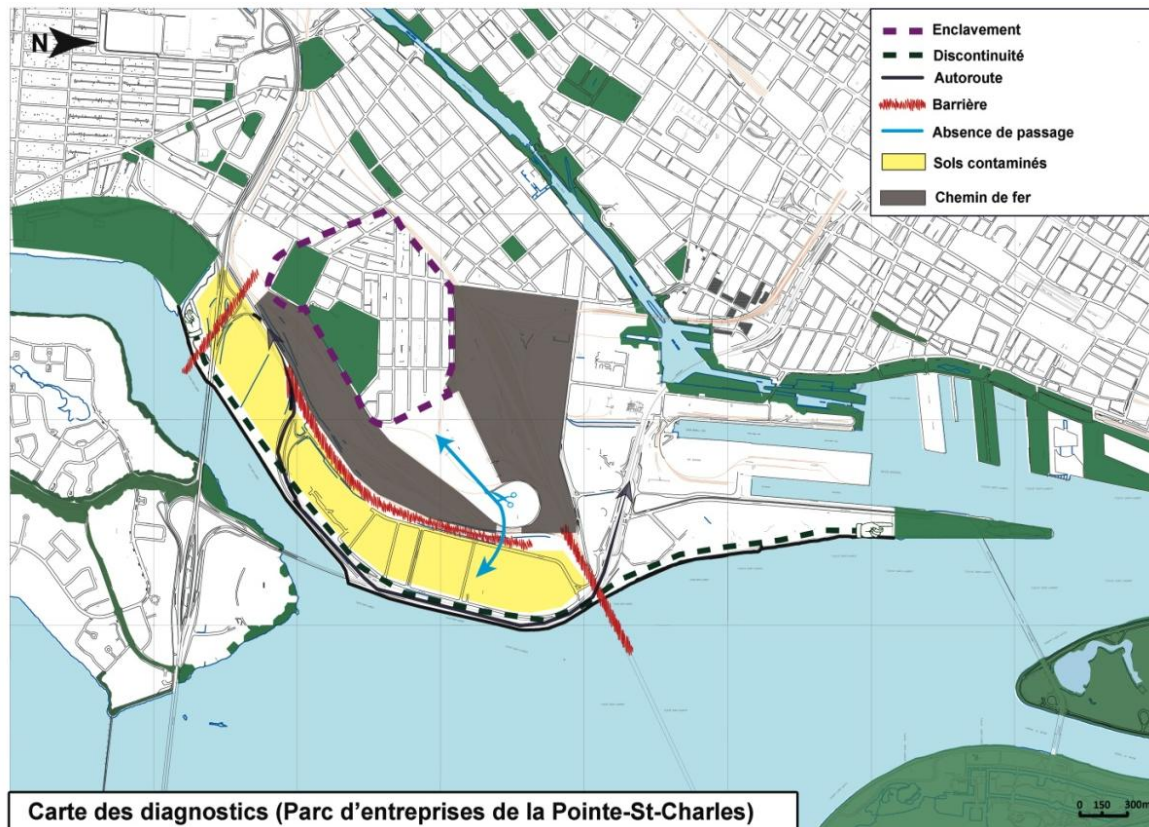 N
Enclavement
Discontinuité
Autoroute
Barrière
Absence de passage
Sols contaminés
Chemin de fer
Carte des diagnostics (Parc d'entreprises de la Pointe-St-Charles)
0 150 300m